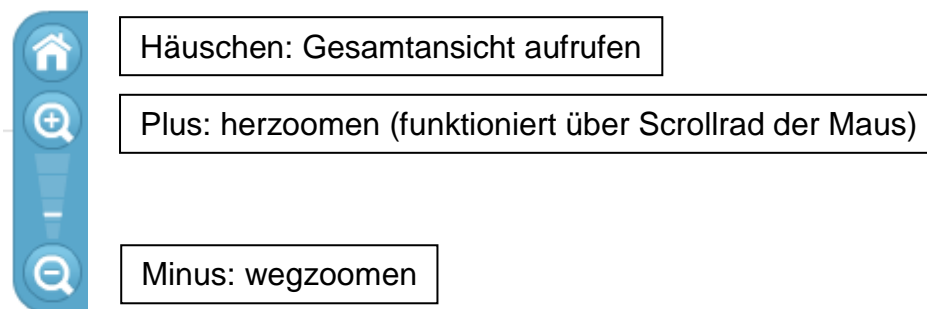 Häuschen: Gesamtansicht aufrufen
Plus: herzoomen (funktioniert über Scrollrad der Maus)
Minus: wegzoomen